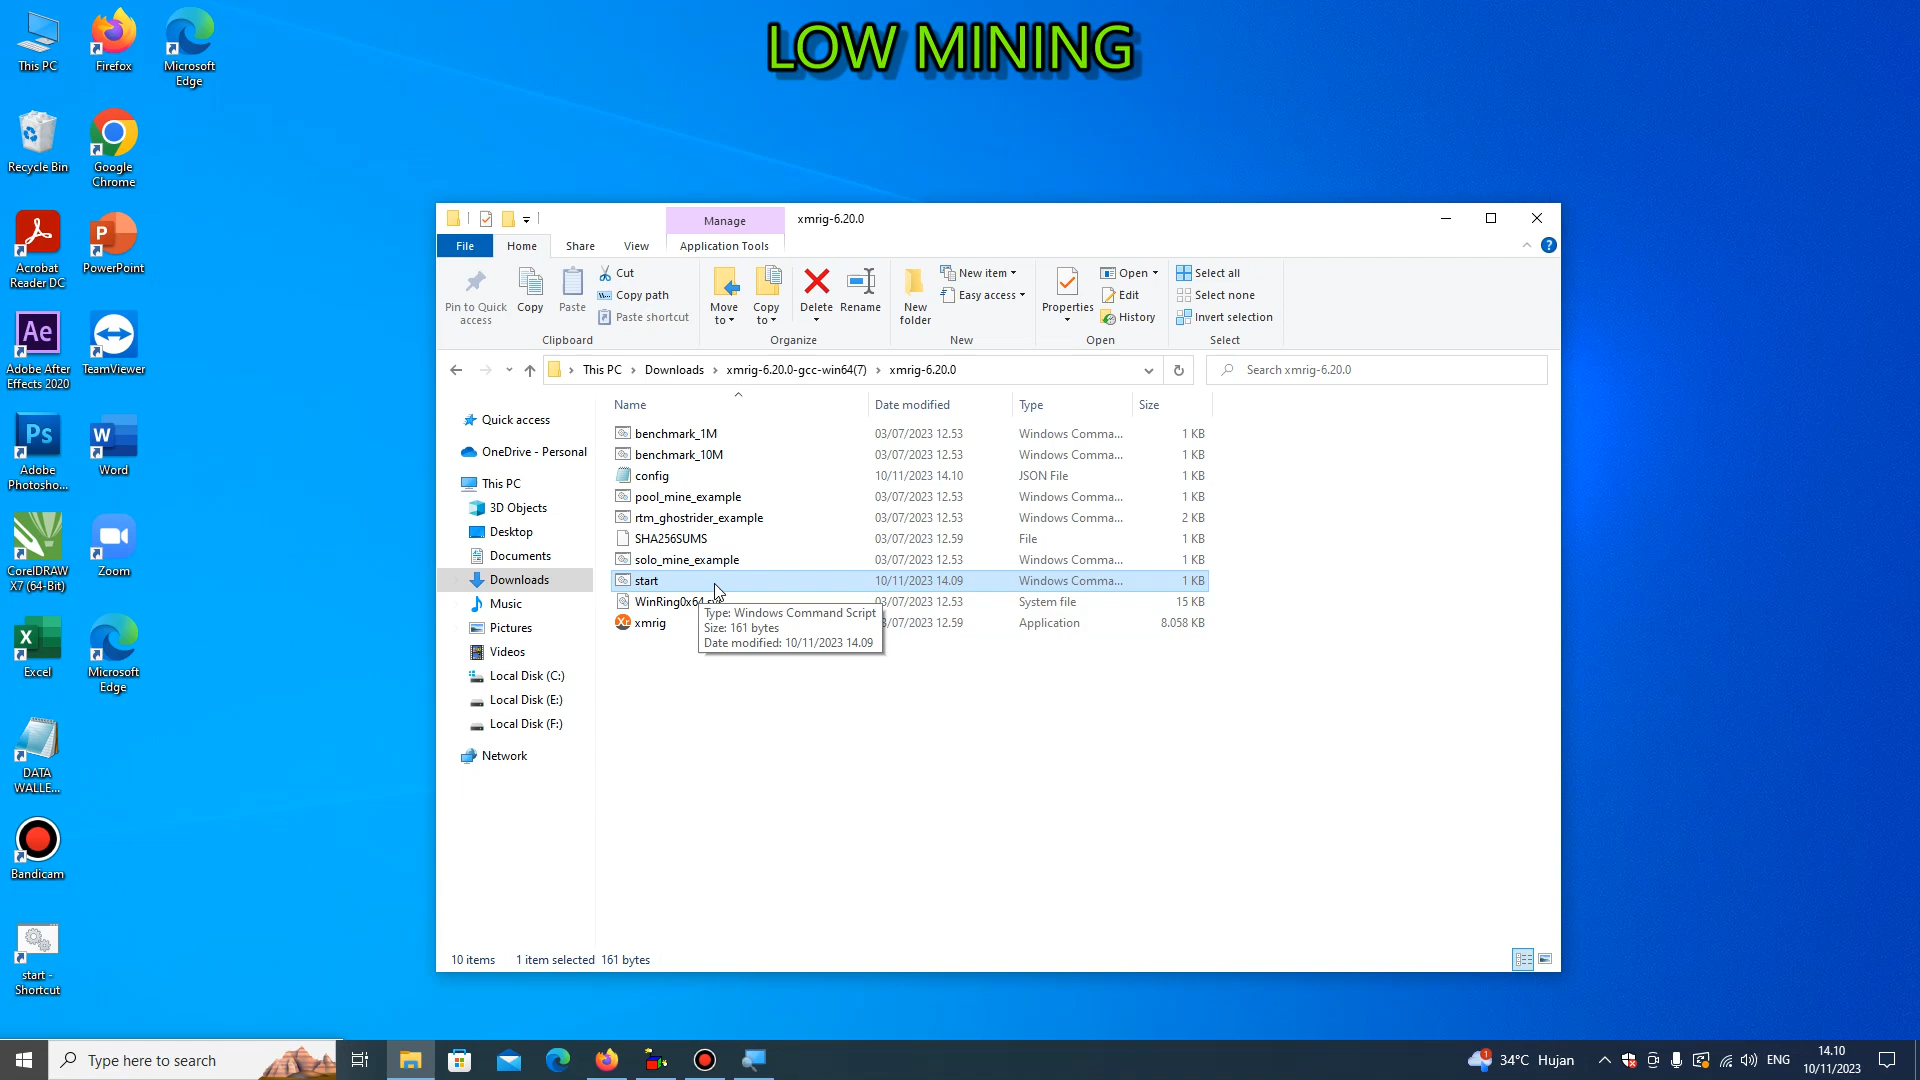 LOW MINING
This PC
Firefox
Microsoft
Edge
Recycle Bin
Google
Chrome
Acrobat
Reader DC
PowerPoint
Adobe After
Effects 2020
TeamViewer
Adobe
Photosho...
Word
CorelDRAW
X7 (64-Bit)
Zoom
Excel
Microsoft
Edge
DATA
WALLE...
Bandicam
start -
Shortcut
Manage
xmrig-6.20.0
File
Home
Share
View
Application Tools
Pin to Quick
access
Copy
Paste
Cut
Copy path
Paste shortcut
Clipboard
Move
to
Copy
to
Delete
Rename
Organize
New
folder
New item
Easy access
New
Properties
Open
Edit
History
Open
Select all
Select none
Invert selection
Select
This PC
Downloads
xmrig-6.20.0-gcc-win64(7)
xmrig-6.20.0
Search xmrig-6.20.0
Quick access
OneDrive - Personal
This PC
3D Objects
Desktop
Documents
Downloads
Music
Pictures
Videos
Local Disk (C:)
Local Disk (E:)
Local Disk (F:)
Network
Name Date modified Type Size
benchmark_1M 03/07/2023 12.53 Windows Comma... 1 KB
benchmark_10M 03/07/2023 12.53 Windows Comma... 1 KB
config 10/11/2023 14.10 JSON File 1 KB
pool_mine_example 03/07/2023 12.53 Windows Comma... 1 KB
rtm_ghostrider_example 03/07/2023 12.53 Windows Comma... 2 KB
SHA256SUMS 03/07/2023 12.59 File 1 KB
solo_mine_example 03/07/2023 12.53 Windows Comma... 1 KB
start 10/11/2023 14.09 Windows Comma... 1 KB
WinRing0x64.sys 03/07/2023 12.53 System file 15 KB
xmrig 3/07/2023 12.59 Application 8.058 KB
Type: Windows Command Script
Size: 161 bytes
Date modified: 10/11/2023 14.09
10 items 1 item selected 161 bytes
Type here to search
1
34°C Hujan
ENG
14.10
10/11/2023